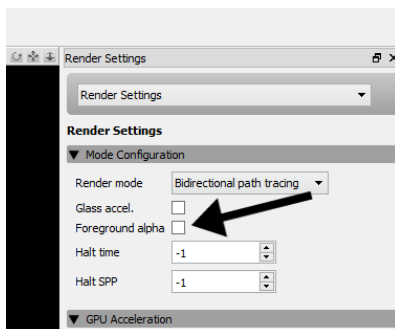 Render Settings
Render Settings
Render Settings
Mode Configuration
Render mode Bidirectional path tracing
Glass accel.
Foreground alpha
Halt time -1
Halt SPP -1
GPU Acceleration